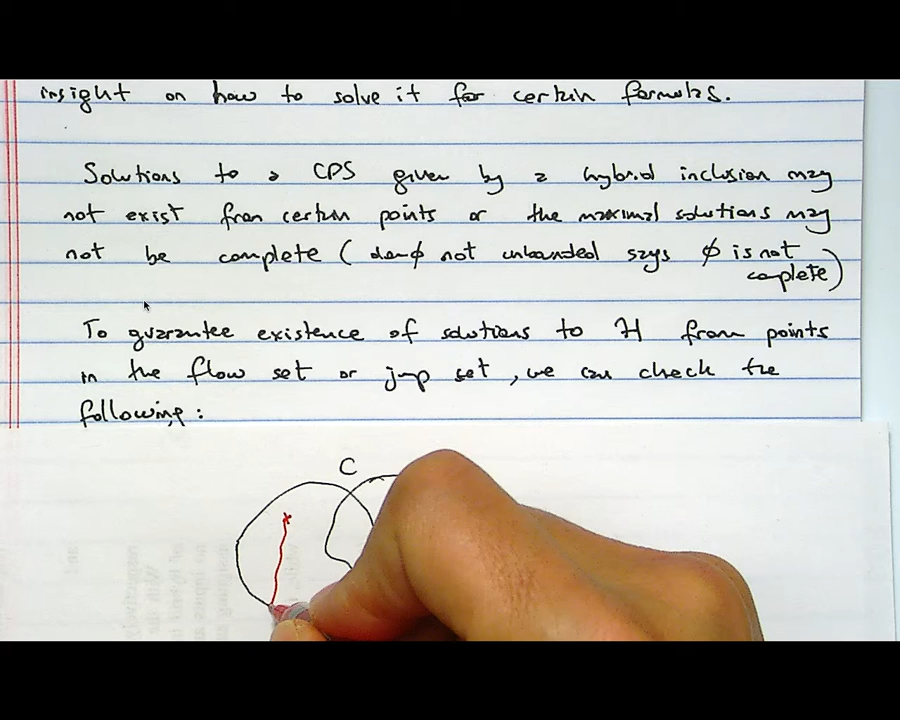 insight on how to solve it for certain formulas.
Solutions to a CPS given by a hybrid inclusion may
not exist from certain points or the maximal solutions may
not be complete ( dom ϕ not unbounded says ϕ is not
complete)
To guarantee existence of solutions to H from points
in the flow set or jump set , we can check the
following :
C